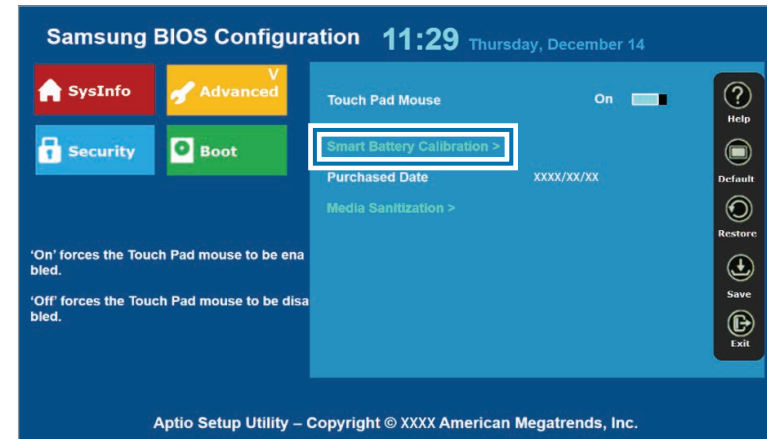 Samsung BIOS Configuration 11:29 Thursday, December 14
SysInfo
V
Advanced
Security
Boot
'On' forces the Touch Pad mouse to be ena
bled.
'Off' forces the Touch Pad mouse to be disa
bled.
Touch Pad Mouse On
Smart Battery Calibration >
Purchased Date XXXX/XX/XX
Media Sanitization >
?
Help
Default
Restore
Save
Exit
Aptio Setup Utility – Copyright © XXXX American Megatrends, Inc.